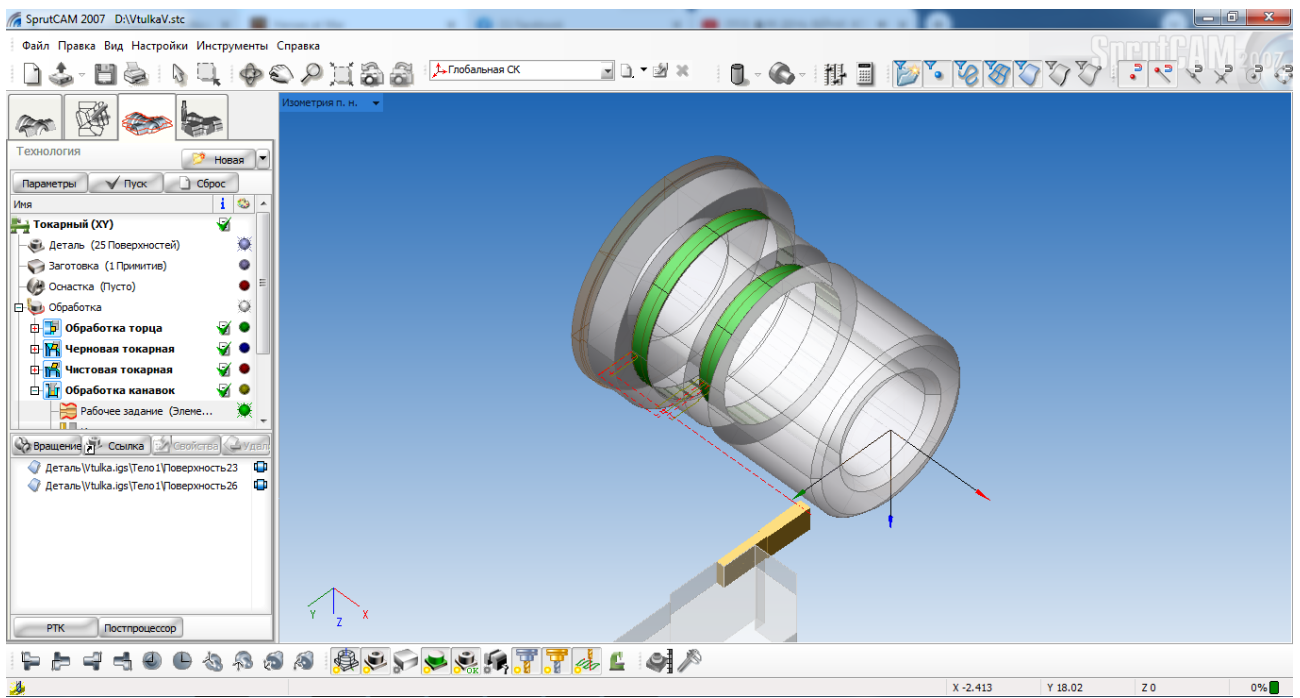 SprutCAM 2007 D:\VtulkaV.stc
Файл Правка Вид Настройки Инструменты Справка
SprutCAM 2007
Глобальная СК
Изометрия п. н.
Технология
Новая
Параметры Пуск Сброс
Имя
Токарный (XY)
Деталь (25 Поверхностей)
Заготовка (1 Примитив)
Оснастка (Пусто)
Обработка
Обработка торца
Черновая токарная
Чистовая токарная
Обработка канавок
Рабочее задание (Элеме...
Вращение Ссылка Свойства Удал
Деталь\Vtulka.igs\Тело1\Поверхность23
Деталь\Vtulka.igs\Тело1\Поверхность26
Y Z X
РТК Постпроцессор
OK
X -2.413 Y 18.02 Z 0 0%